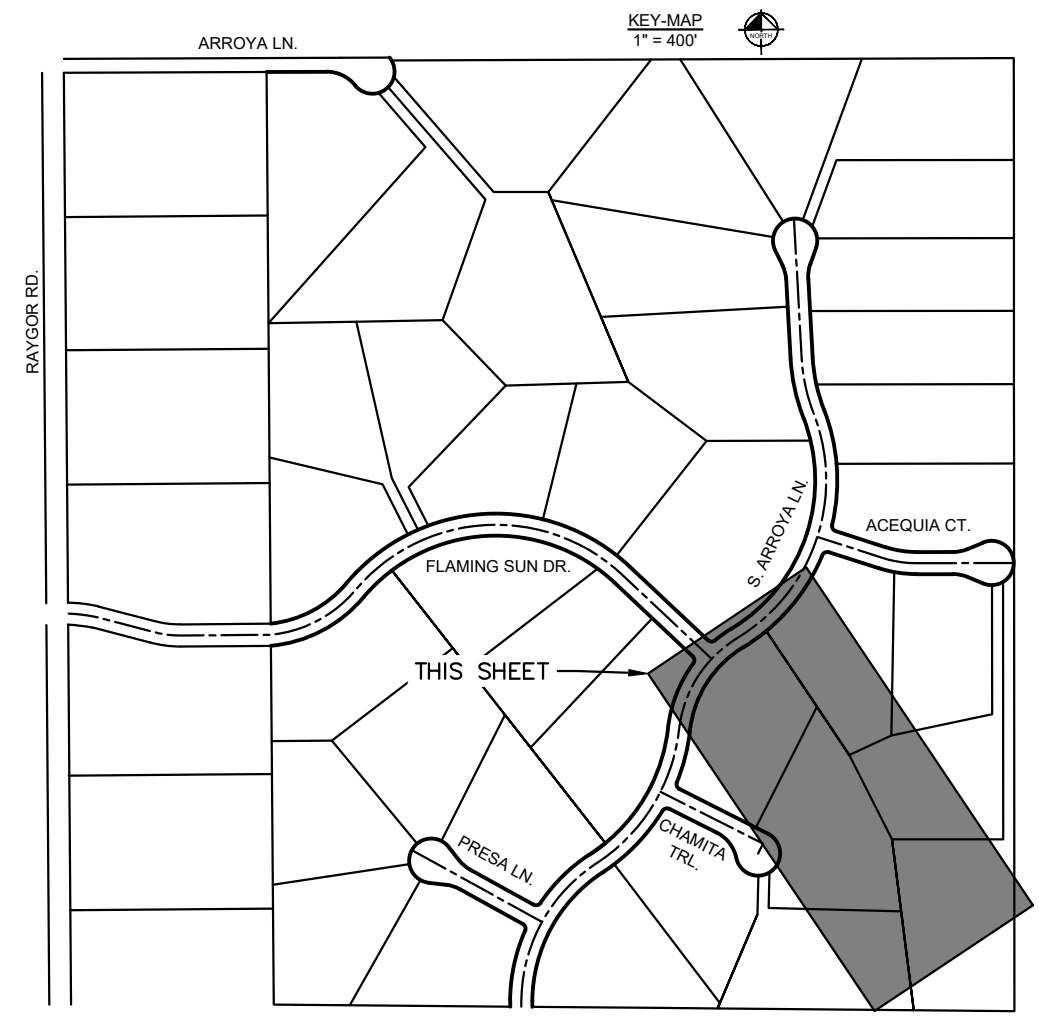 KEY-MAP
1" = 400'
NORTH
ARROYA LN.
RAYGOR RD.
S. ARROYA LN.
ACEQUIA CT.
FLAMING SUN DR.
THIS SHEET
CHAMITA
TRL.
PRESA LN.